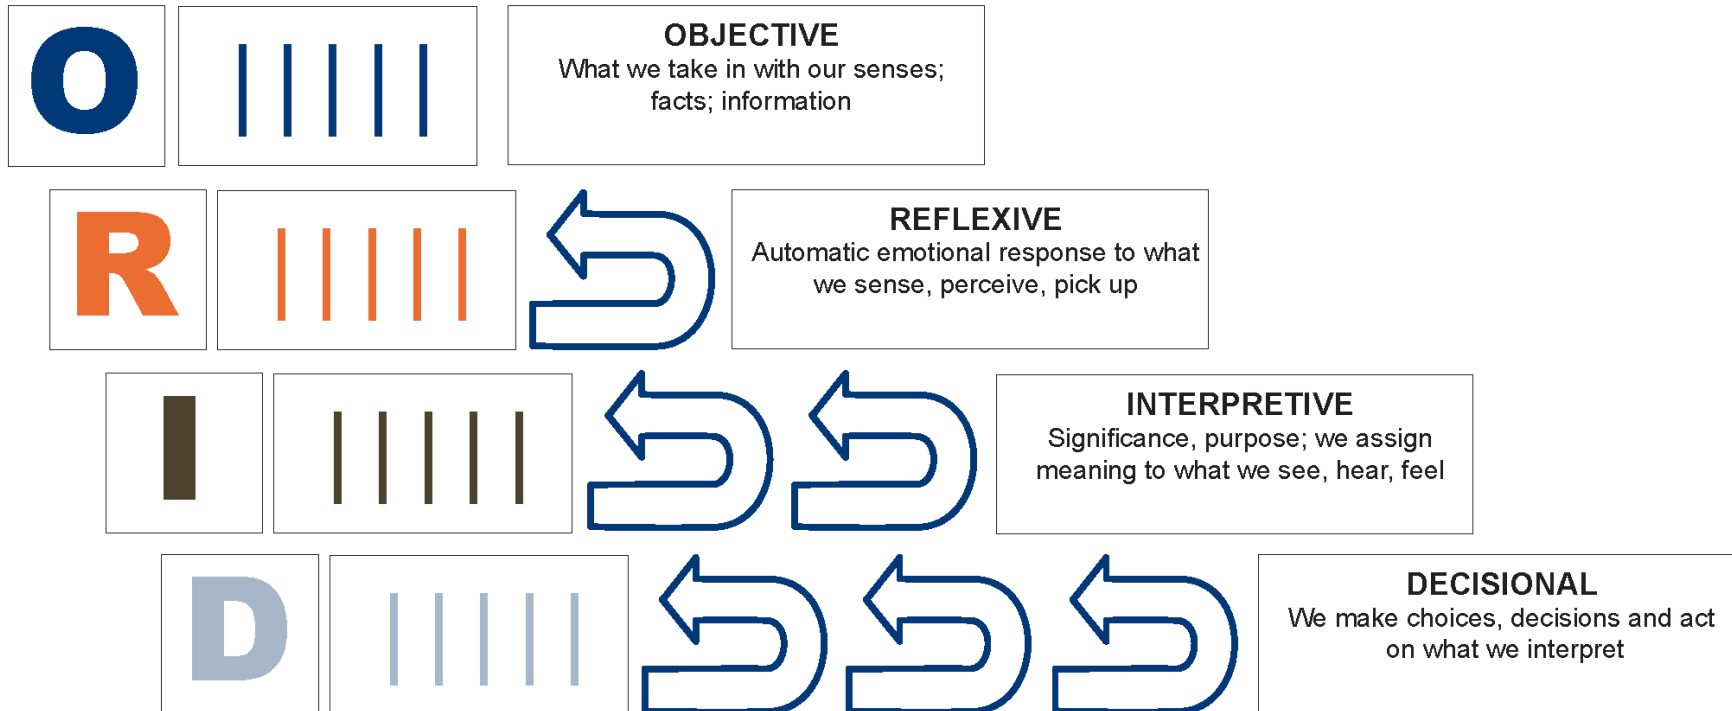 O
OBJECTIVE
What we take in with our senses;
facts; information
R
REFLEXIVE
Automatic emotional response to what
we sense, perceive, pick up
I
INTERPRETIVE
Significance, purpose; we assign
meaning to what we see, hear, feel
D
DECISIONAL
We make choices, decisions and act
on what we interpret